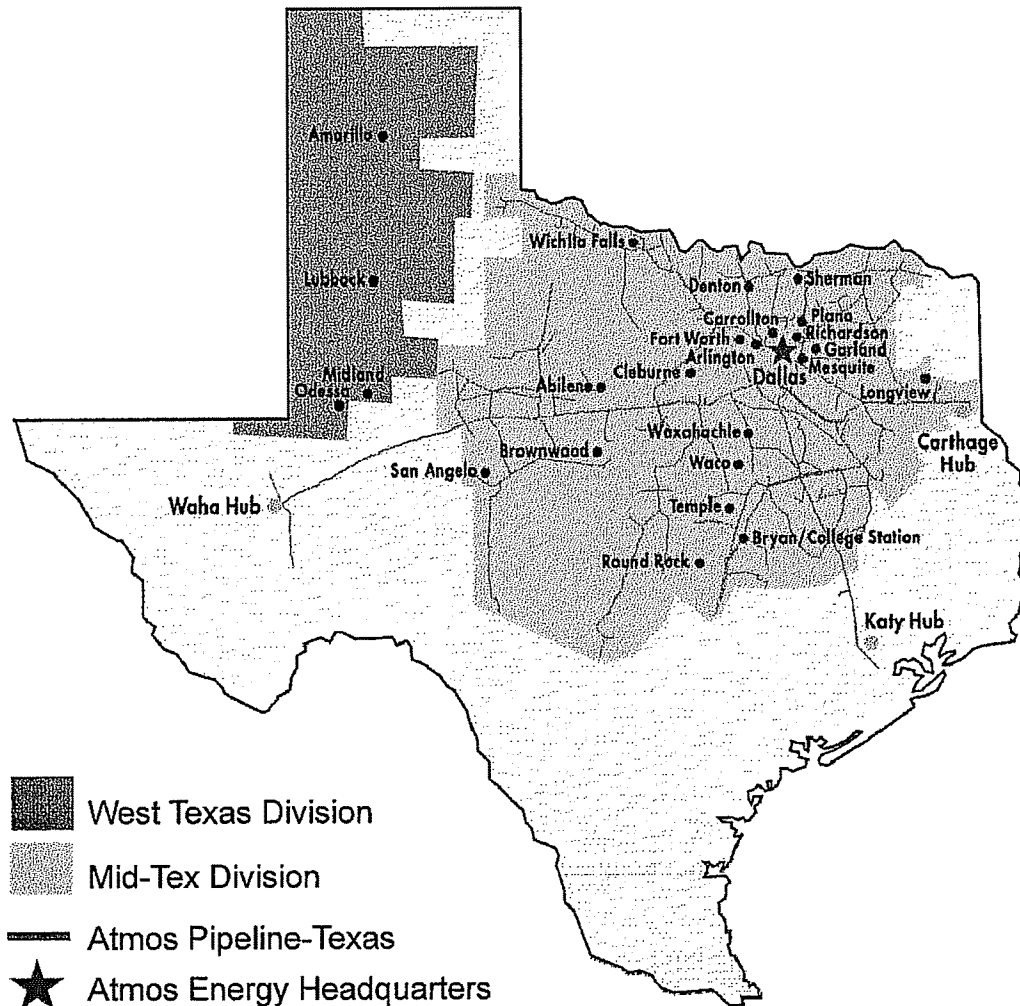 Amarillo
Wichita Falls
Lubbock
Denton
Sherman
Carrollton
Plano
Fort Worth
Richardson
Arlington
Garland
Cleburne
Mesquite
Midland
Abilene
Dallas
Odessa
Longview
Waxahachie
Carthage
Hub
Brownwood
San Angelo
Waco
Waha Hub
Temple
Bryan/College Station
Round Rock
Katy Hub
West Texas Division
Mid-Tex Division
Atmos Pipeline-Texas
Atmos Energy Headquarters